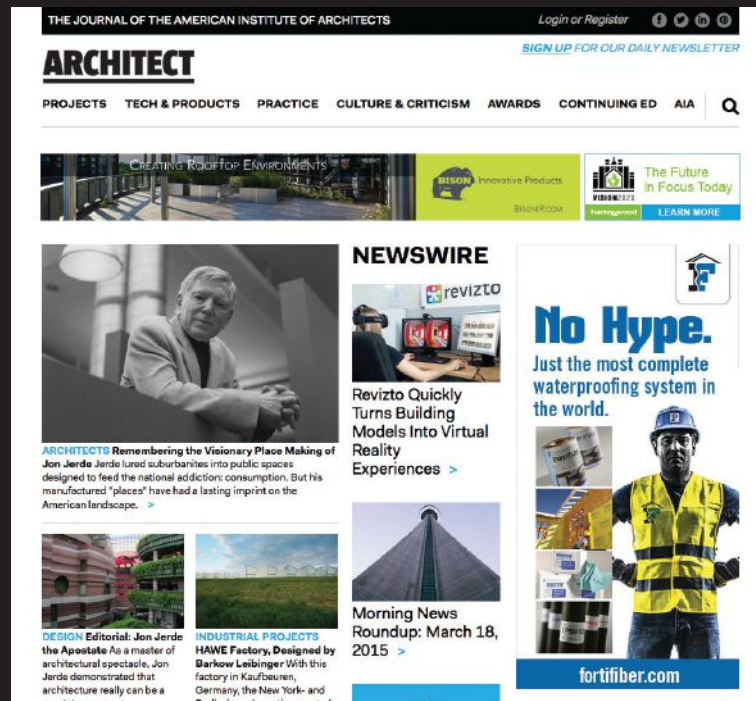 THE JOURNAL OF THE AMERICAN INSTITUTE OF ARCHITECTS
Login or Register
SIGN UP FOR OUR DAILY NEWSLETTER
ARCHITECT
PROJECTS TECH & PRODUCTS PRACTICE CULTURE & CRITICISM AWARDS CONTINUING ED AIA
CREATING ROOFTOP ENVIRONMENTS
BISON
Innovative Products
BISONIP.COM
VISION2020
The Future
In Focus Today
hanleywood
LEARN MORE
ARCHITECTS Remembering the Visionary Place Making of
Jon Jerde Jerde lured suburbanites into public spaces
designed to feed the national addiction: consumption. But his
manufactured "places" have had a lasting imprint on the
American landscape. >
DESIGN Editorial: Jon Jerde
the Apostate As a master of
architectural spectacle, Jon
Jerde demonstrated that
architecture really can be a
INDUSTRIAL PROJECTS
HAWE Factory, Designed by
Barkow Leibinger With this
factory in Kaufbeuren,
Germany, the New York- and
NEWSWIRE
revizto
Revizto Quickly
Turns Building
Models Into Virtual
Reality
Experiences >
Morning News
Roundup: March 18,
2015 >
No Hype.
Just the most complete
waterproofing system in
the world.
fortifiber.com